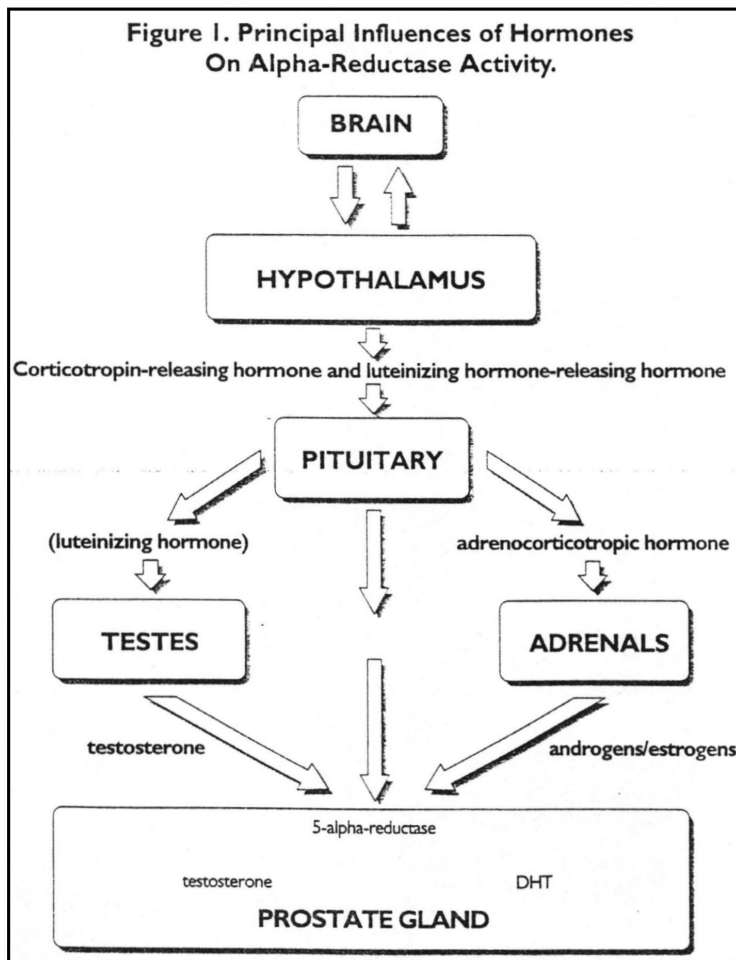 Figure 1. Principal Influences of Hormones
On Alpha-Reductase Activity.
BRAIN
HYPOTHALAMUS
Corticotropin-releasing hormone and luteinizing hormone-releasing hormone
PITUITARY
(luteinizing hormone)
adrenocorticotropic hormone
TESTES
ADRENALS
testosterone
androgens/estrogens
5-alpha-reductase
testosterone
DHT
PROSTATE GLAND